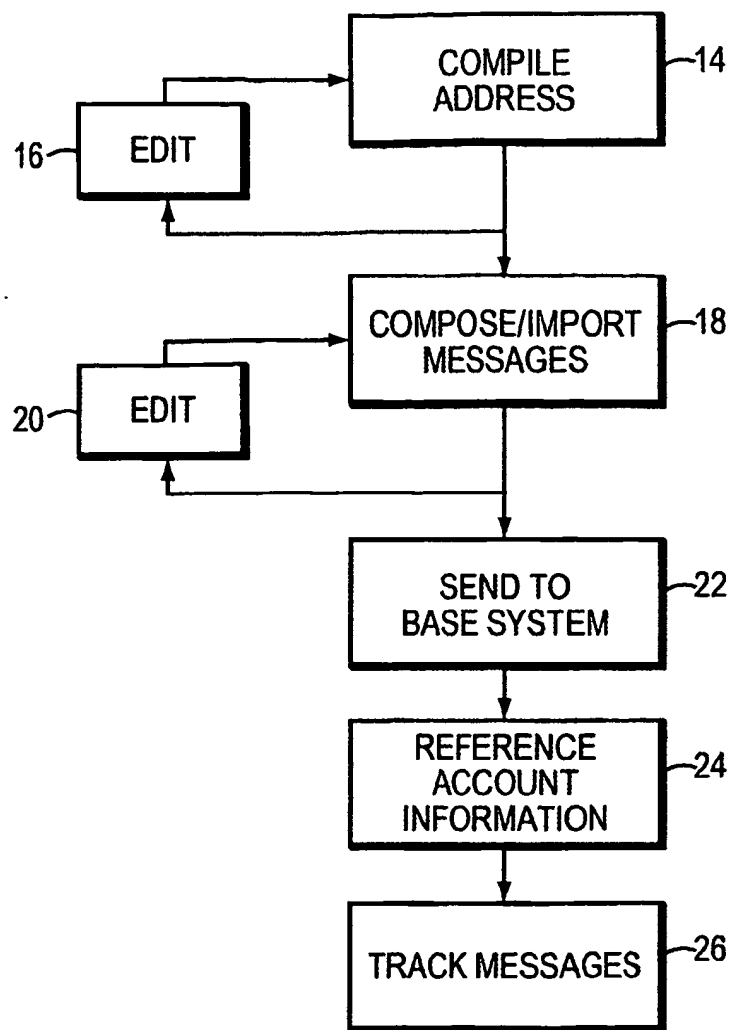 COMPILE
ADDRESS
14
16
EDIT
COMPOSE/IMPORT
MESSAGES
18
20
EDIT
SEND TO
BASE SYSTEM
22
REFERENCE
ACCOUNT
INFORMATION
24
TRACK MESSAGES
26